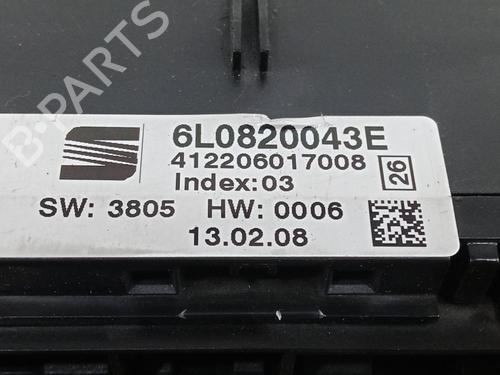 6L0820043E
412206017008
Index:03
26
SW: 3805 HW: 0006
13.02.08
B-PARTS